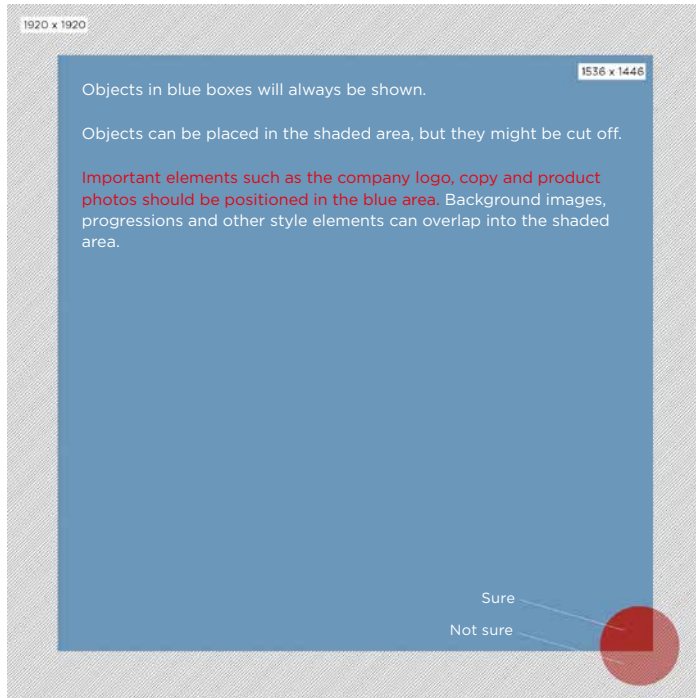 1920 x 1920
1536 x 1446
Objects in blue boxes will always be shown.
Objects can be placed in the shaded area, but they might be cut off.
Important elements such as the company logo, copy and product
photos should be positioned in the blue area. Background images,
progressions and other style elements can overlap into the shaded
area.
Sure
Not sure